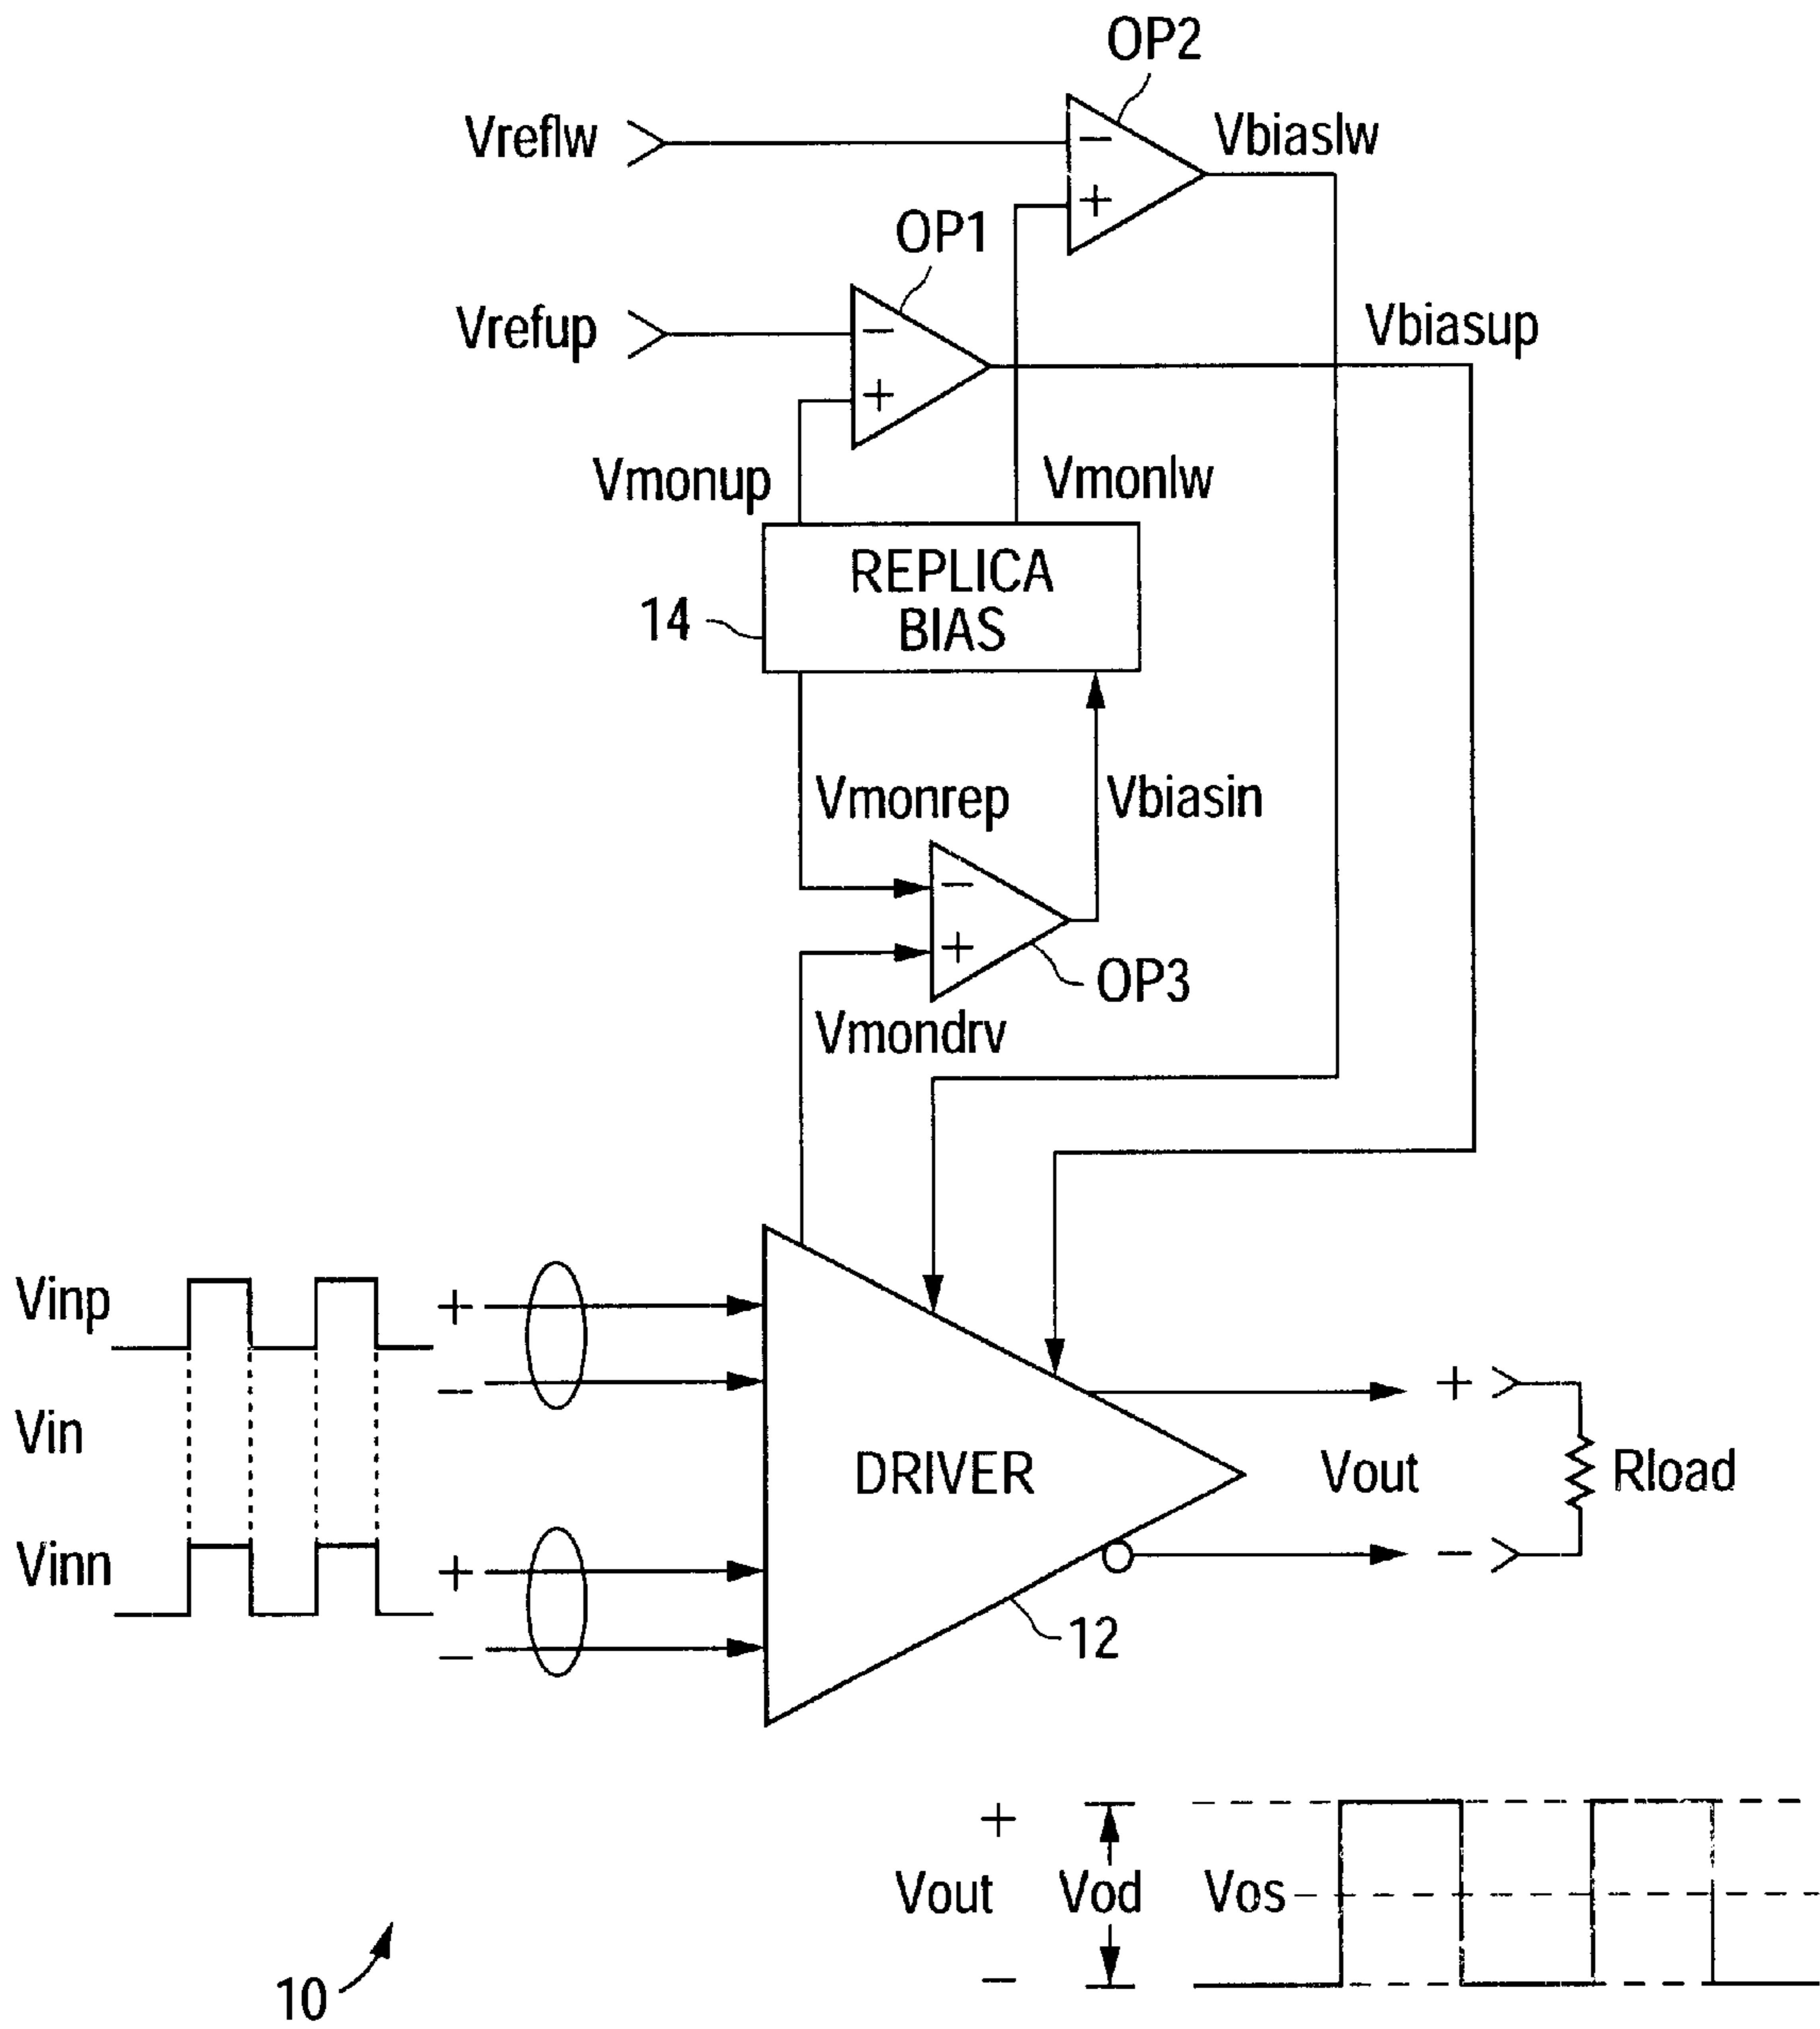 OP2
Vreflw
−
Vbiaslw
+
OP1
Vrefup
−
Vbiasup
+
Vmonup
Vmonlw
REPLICA
BIAS
14
Vmonrep
Vbiasin
−
+
OP3
Vmondrv
Vinp
+
−
Vin
Vinn
+
−
DRIVER
+
Vout
Rload
−
12
+
Vout
Vod
Vos
−
10